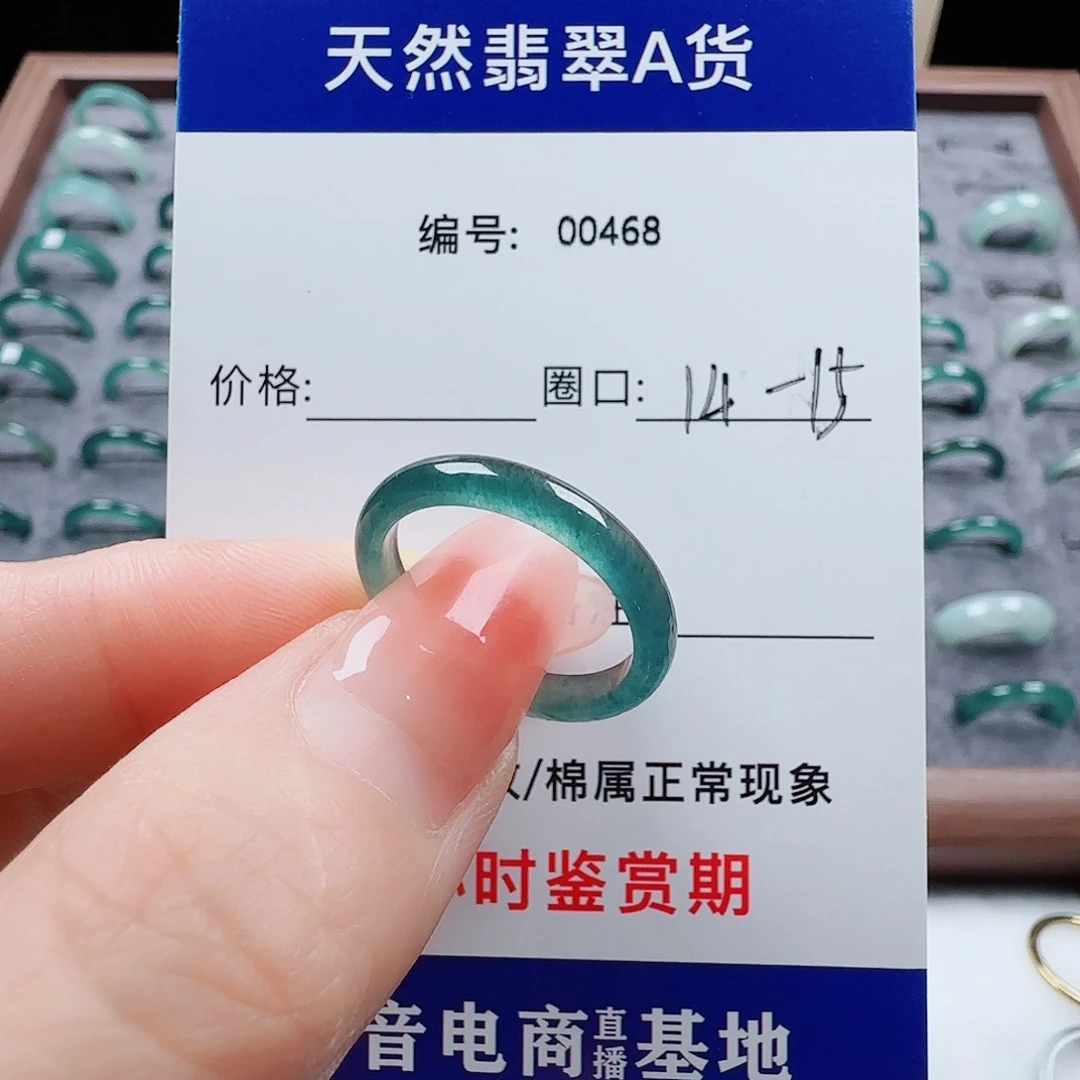 天然翡翠A货
编号: 00468
价格: 圈口: 14-15
/棉属正常现象
时鉴赏期
音电商直播基地